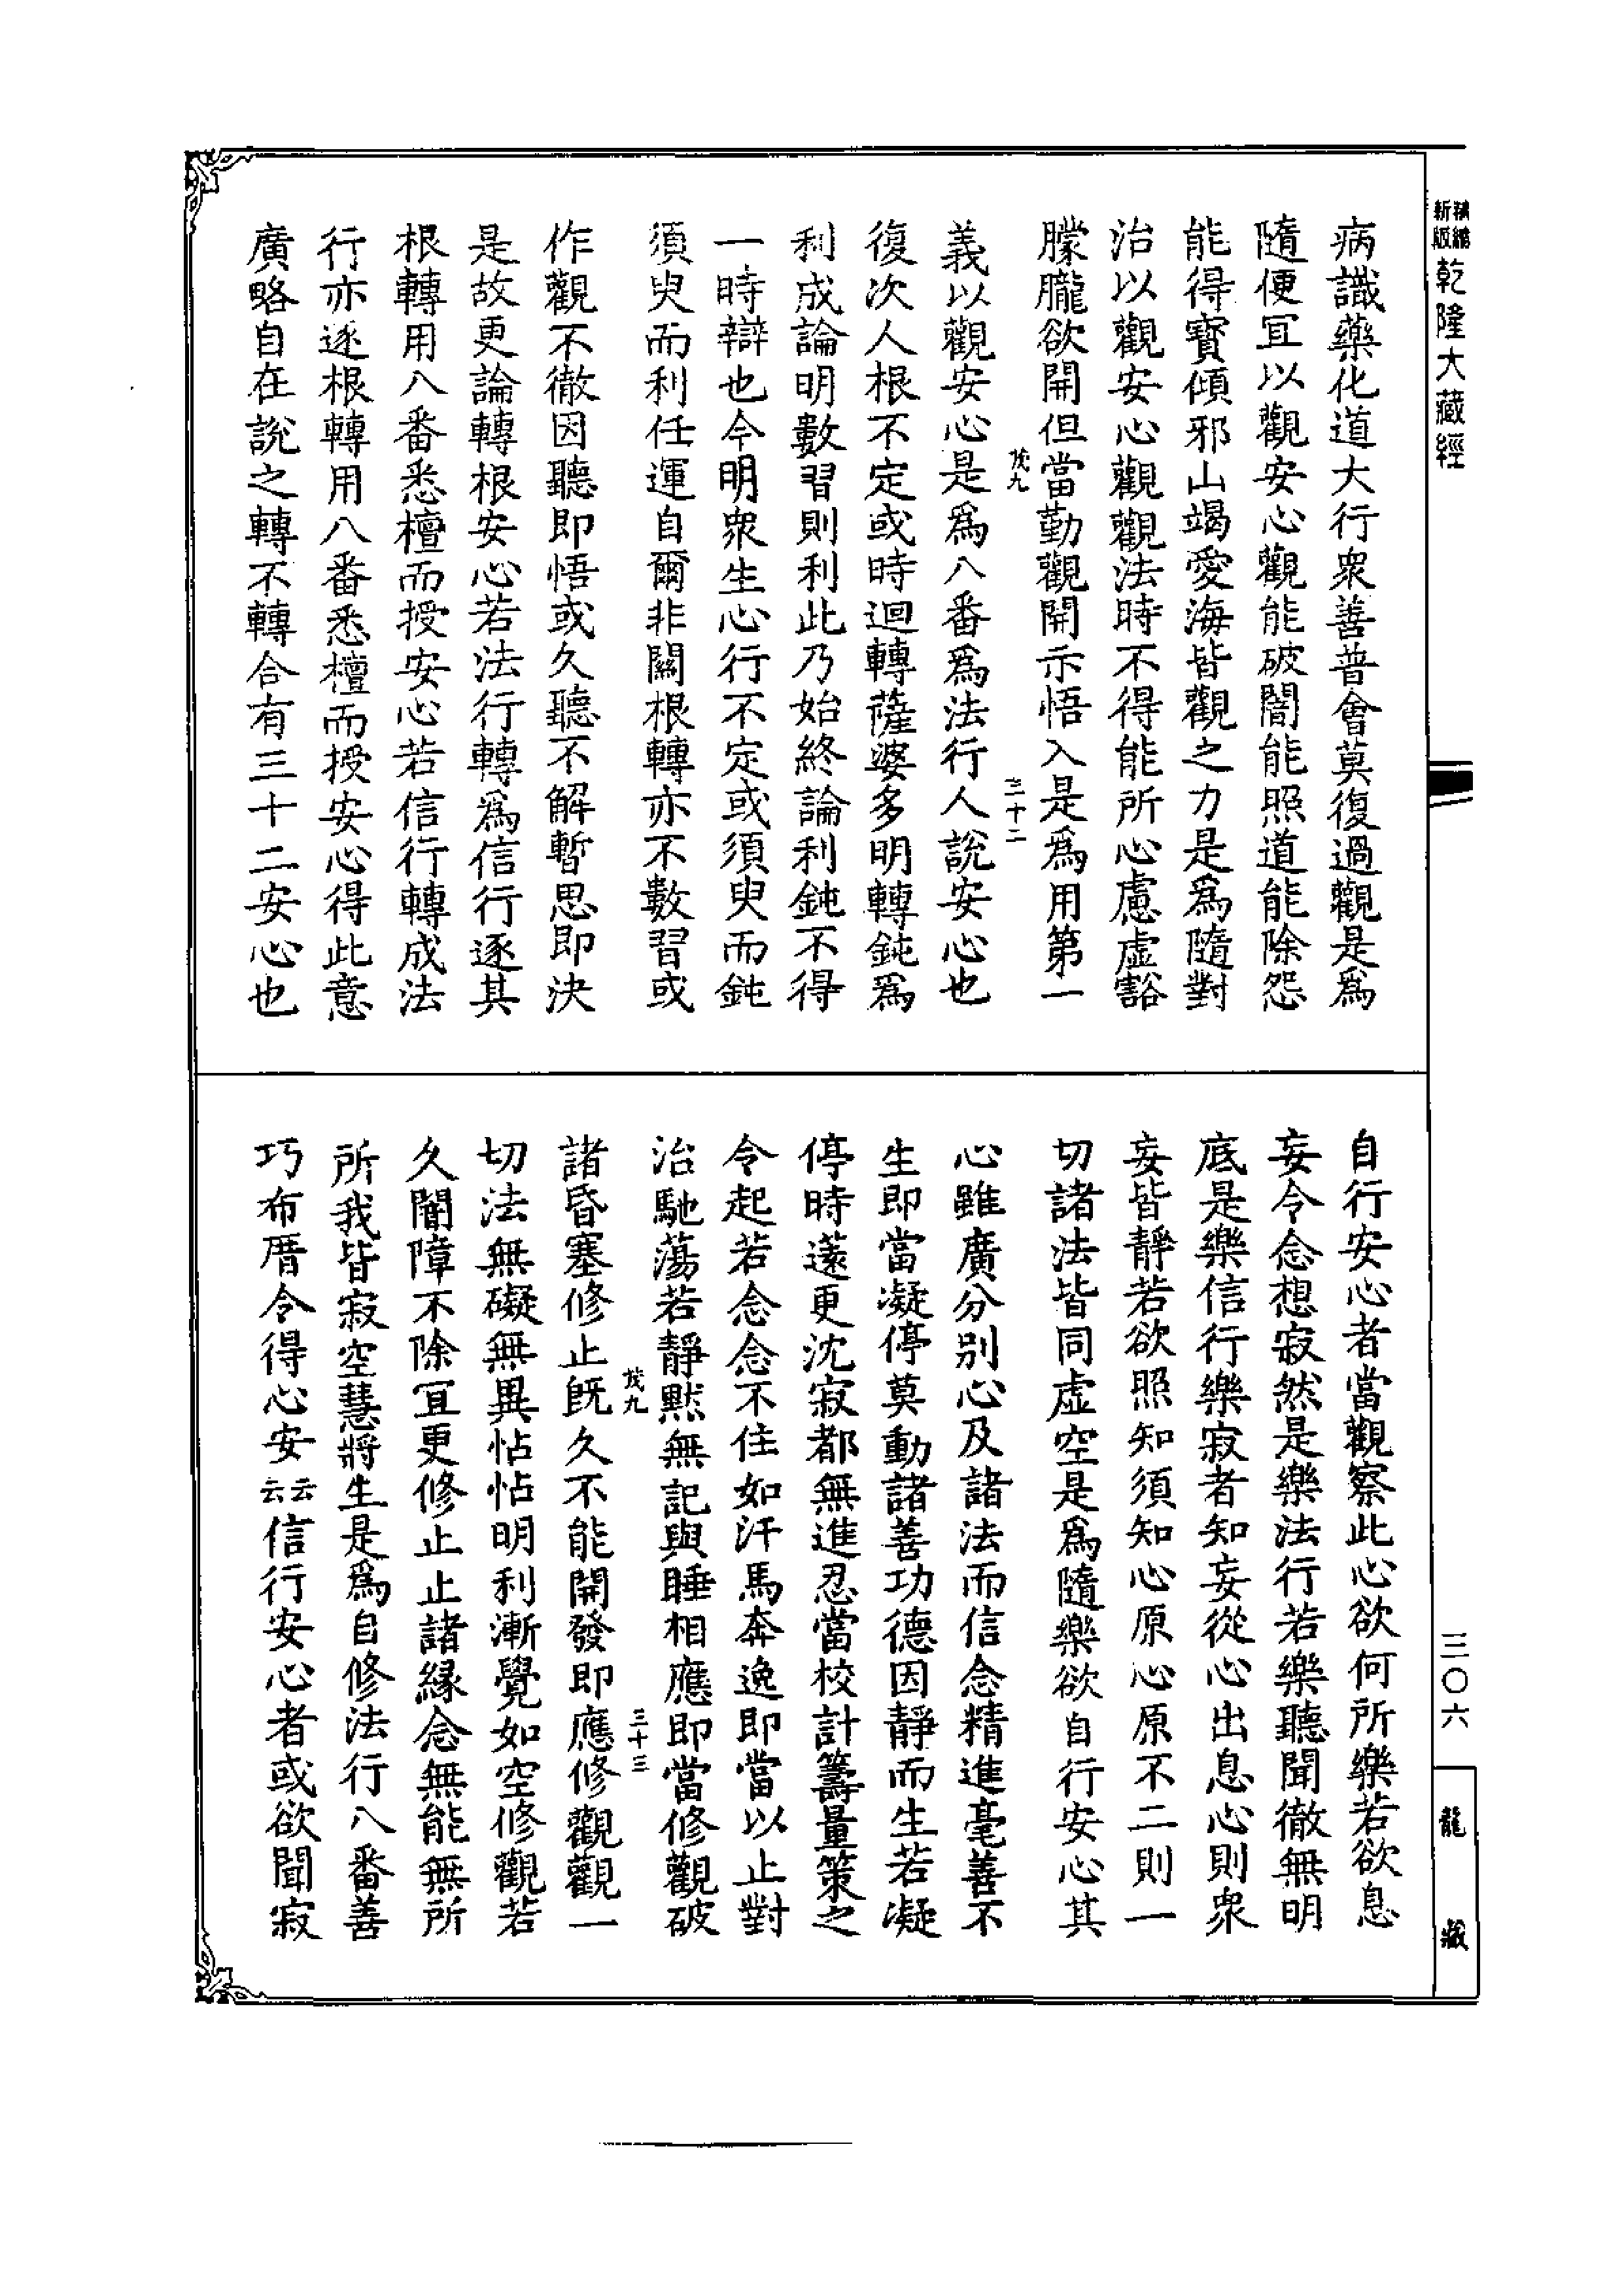 新編縮版乾隆大藏經
病識藥化道大行衆善普會莫復過觀是爲
隨便宜以觀安心觀能破闇能照道能除怨
能得寶傾邪山竭愛海皆觀之力是爲隨對
治以觀安心觀觀法時不得能所心慮虛豁
朦朧欲開但當勤觀開示悟入是爲用第一
茂九 三十二
義以觀安心是爲八番爲法行人說安心也
復次人根不定或時迴轉薩婆多明轉鈍爲
利成論明數習則利此乃始終論利鈍不得
一時辯也今明衆生心行不定或須臾而鈍
須臾而利任運自爾非關根轉亦不數習或
作觀不徹因聽即悟或久聽不解暫思即決
是故更論轉根安心若法行轉爲信行逐其
根轉用八番悉檀而授安心若信行轉成法
行亦逐根轉用八番悉檀而授安心得此意
廣略自在說之轉不轉合有三十二安心也
自行安心者當觀察此心欲何所樂若欲息
妄令念想寂然是樂法行若樂聽聞徹無明
底是樂信行樂寂者知妄從心出息心則衆
妄皆靜若欲照知須知心原心原不二則一
切諸法皆同虛空是爲隨樂欲自行安心其
心雖廣分別心及諸法而信念精進毫善不
生即當凝停莫動諸善功德因靜而生若凝
停時邃更沈寂都無進忍當校計籌量策之
令起若念念不住如汗馬奔逸即當以止對
治馳蕩若靜默無記與睡相應即當修觀破
茂九 三十三
諸昏塞修止既久不能開發即應修觀觀一
切法無礙無異怗怗明利漸覺如空修觀若
久闇障不除宜更修止止諸緣念無能無所
所我皆寂空慧將生是爲自修法行八番善
巧布厝令得心安云云信行安心者或欲聞寂
三〇六
龍藏